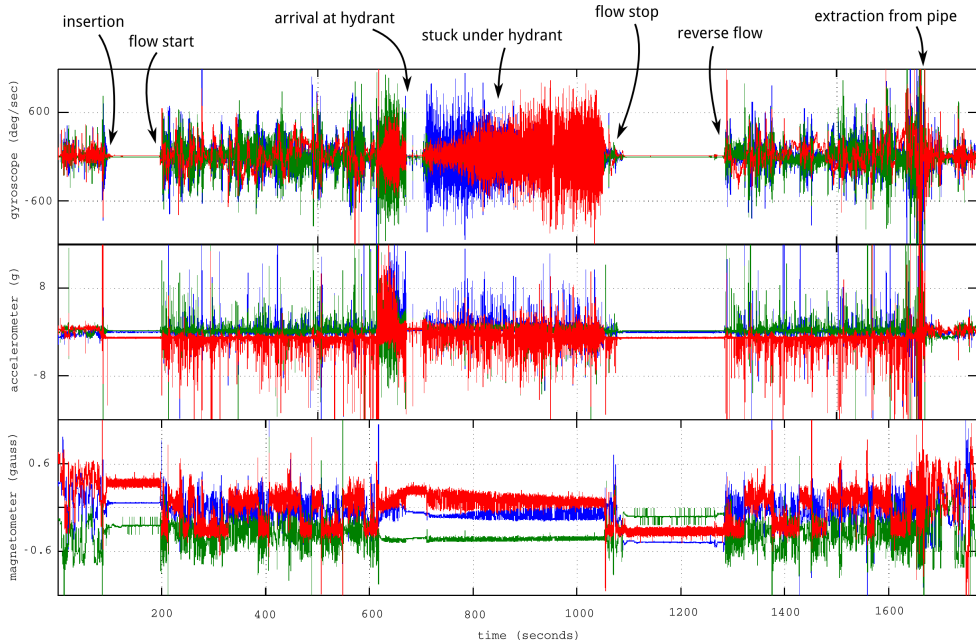 insertion
flow start
arrival at hydrant
stuck under hydrant
flow stop
reverse flow
extraction from pipe
gyroscope (deg/sec)
600
-600
accelerometer (g)
8
-8
magnetometer (gauss)
0.6
-0.6
200 400 600 800 1000 1200 1400 1600
time (seconds)